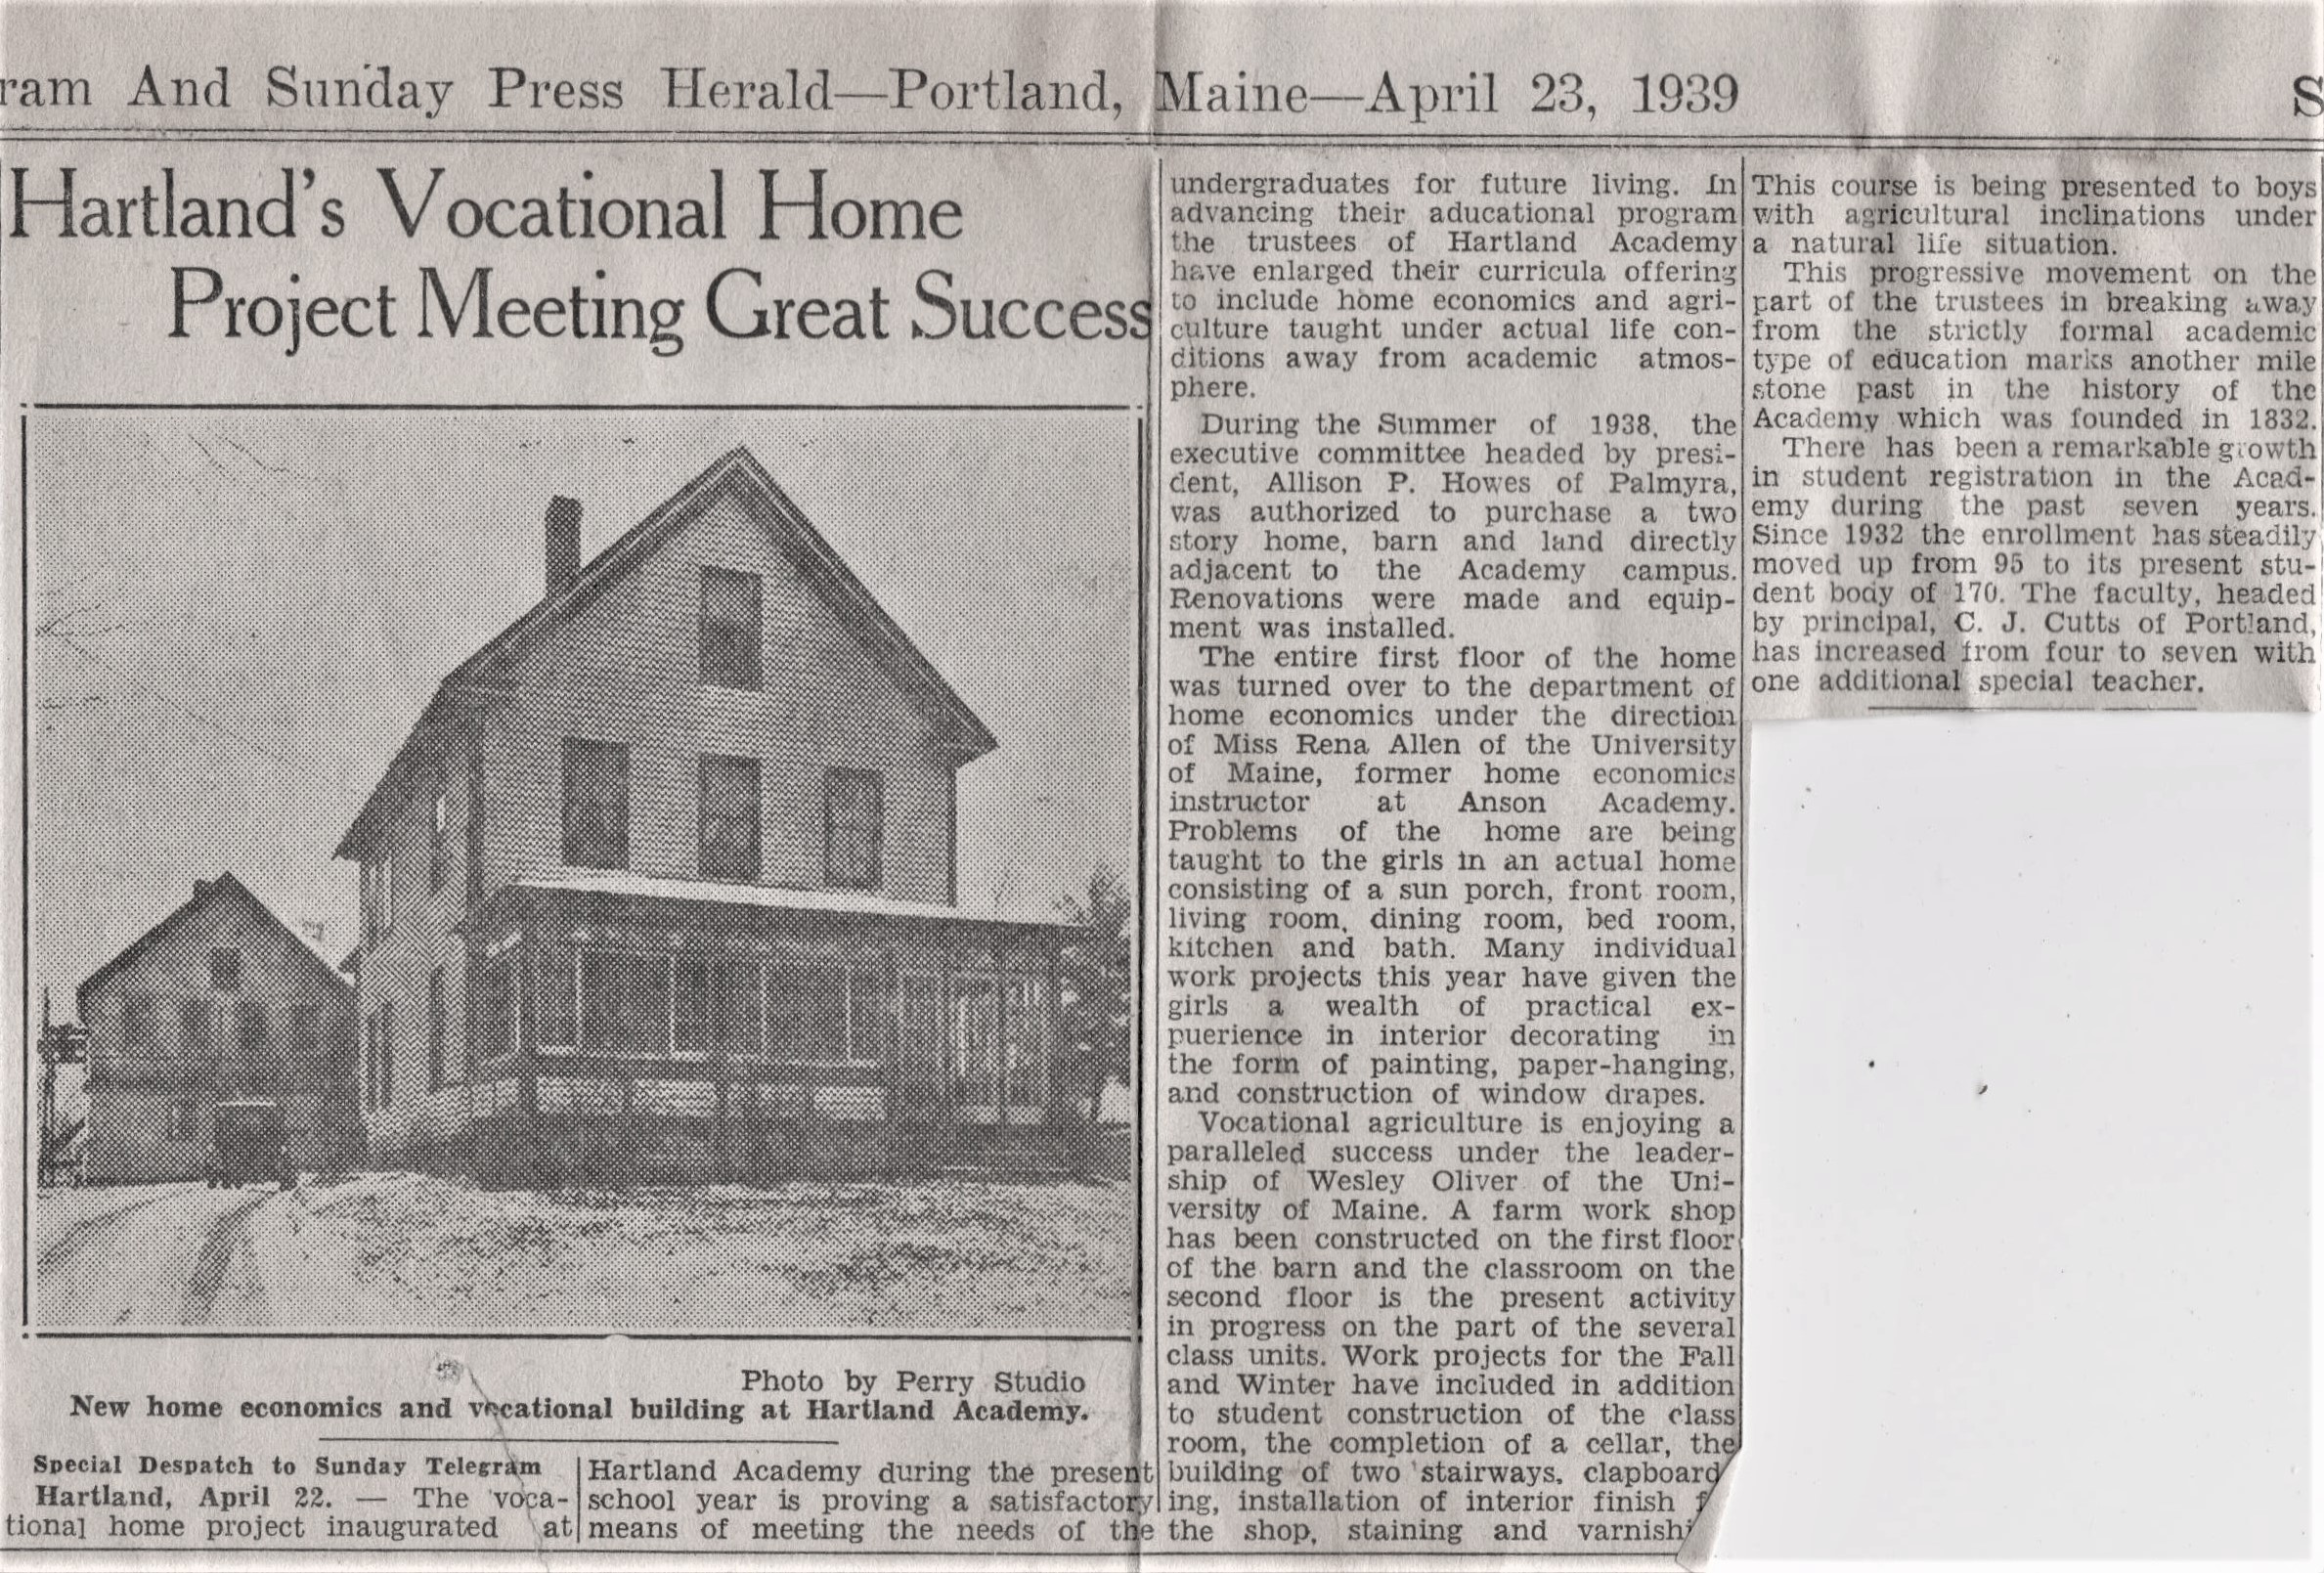 ram And Sunday Press Herald—Portland, Maine—April 23, 1939
S
Hartland's Vocational Home
Project Meeting Great Success
Photo by Perry Studio
New home economics and vocational building at Hartland Academy.
Special Despatch to Sunday Telegram
Hartland, April 22. — The voca-
tional home project inaugurated at
Hartland Academy during the present
school year is proving a satisfactory
means of meeting the needs of the
undergraduates for future living. In
advancing their aducational program
the trustees of Hartland Academy
have enlarged their curricula offering
to include home economics and agri-
culture taught under actual life con-
ditions away from academic atmos-
phere.
During the Summer of 1938, the
executive committee headed by presi-
dent, Allison P. Howes of Palmyra,
was authorized to purchase a two
story home, barn and land directly
adjacent to the Academy campus.
Renovations were made and equip-
ment was installed.
The entire first floor of the home
was turned over to the department of
home economics under the direction
of Miss Rena Allen of the University
of Maine, former home economics
instructor at Anson Academy.
Problems of the home are being
taught to the girls in an actual home
consisting of a sun porch, front room,
living room, dining room, bed room,
kitchen and bath. Many individual
work projects this year have given the
girls a wealth of practical ex-
puerience in interior decorating in
the form of painting, paper-hanging,
and construction of window drapes.
Vocational agriculture is enjoying a
paralleled success under the leader-
ship of Wesley Oliver of the Uni-
versity of Maine. A farm work shop
has been constructed on the first floor
of the barn and the classroom on the
second floor is the present activity
in progress on the part of the several
class units. Work projects for the Fall
and Winter have included in addition
to student construction of the class
room, the completion of a cellar, the
building of two stairways, clapboard
ing, installation of interior finish
the shop, staining and varnishi
This course is being presented to boys
with agricultural inclinations under
a natural life situation.
This progressive movement on the
part of the trustees in breaking away
from the strictly formal academic
type of education marks another mile
stone past in the history of the
Academy which was founded in 1832.
There has been a remarkable growth
in student registration in the Acad-
emy during the past seven years.
Since 1932 the enrollment has steadily
moved up from 95 to its present stu-
dent body of 170. The faculty, headed
by principal, C. J. Cutts of Portland,
has increased from four to seven with
one additional special teacher.